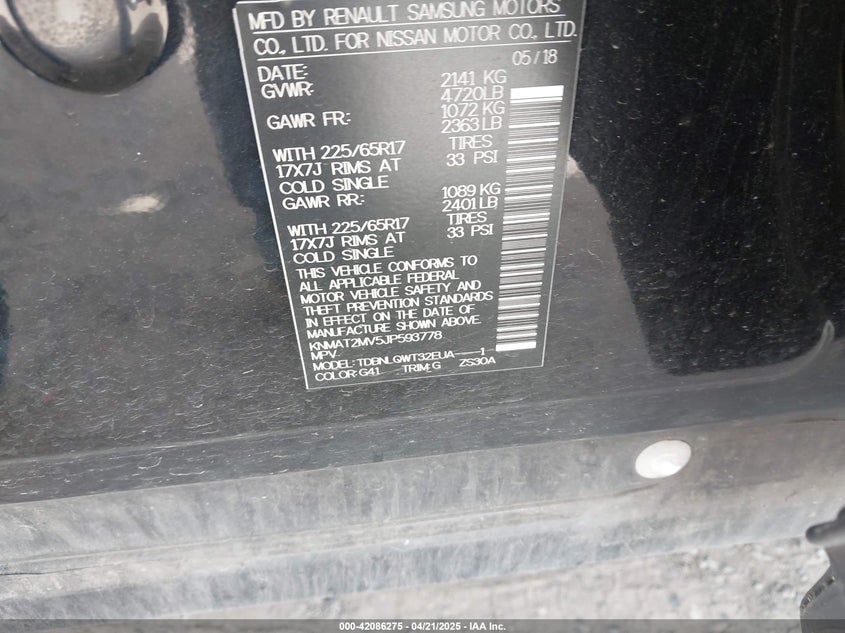 MFD BY RENAULT SAMSUNG MOTORS
CO., LTD. FOR NISSAN MOTOR CO., LTD.
DATE: 05/18
GVWR: 2141 KG
4720LB
GAWR FR: 1072 KG
2363LB
WITH 225/65R17 TIRES
17X7J RIMS AT 33 PSI
COLD SINGLE
GAWR RR: 1089 KG
2401LB
WITH 225/65R17 TIRES
17X7J RIMS AT 33 PSI
COLD SINGLE
THIS VEHICLE CONFORMS TO
ALL APPLICABLE FEDERAL
MOTOR VEHICLE SAFETY AND
THEFT PREVENTION STANDARDS
IN EFFECT ON THE DATE OF
MANUFACTURE SHOWN ABOVE.
KNMAT2MV5JP593778
MPV
MODEL: TDBNLQWT32EUA-----1
COLOR: G41 TRIM: G ZS30A
000-42086275 - 04/21/2025 - IAA Inc.